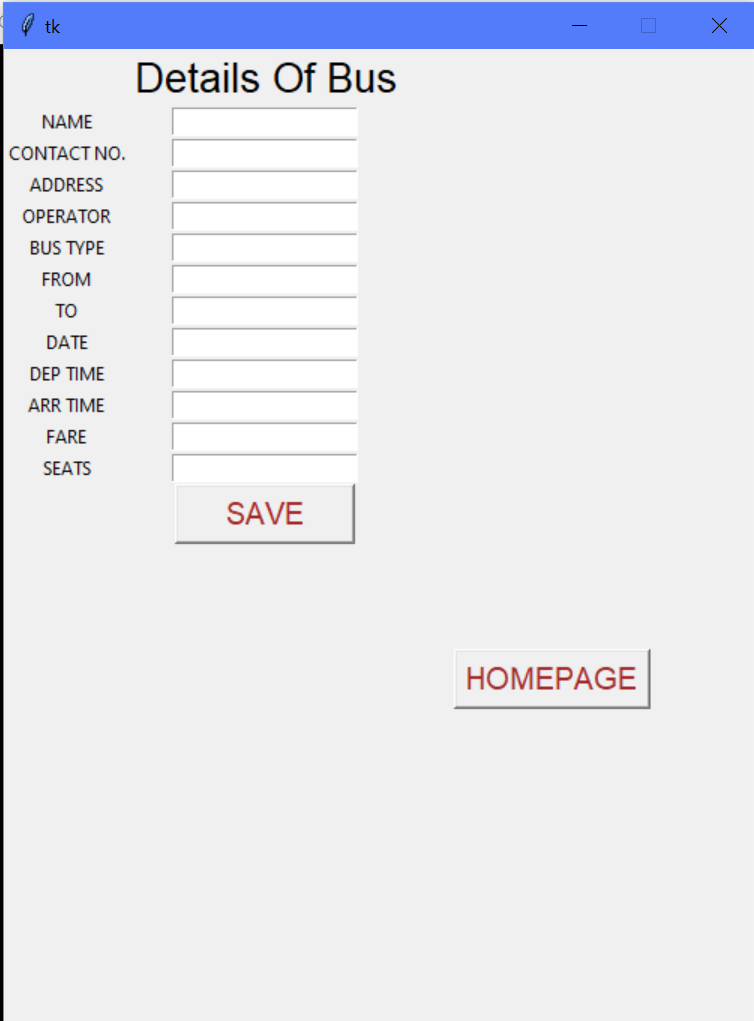 tk
Details Of Bus
NAME
CONTACT NO.
ADDRESS
OPERATOR
BUS TYPE
FROM
TO
DATE
DEP TIME
ARR TIME
FARE
SEATS
SAVE
HOMEPAGE